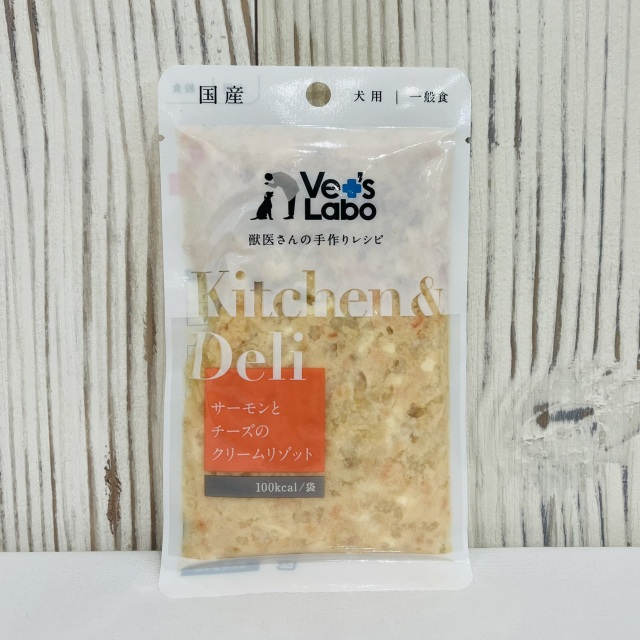 国産
犬用 | 一般食
Vet's
Labo
獣医さんの手作りレシピ
Kitchen &
Deli
サーモンと
チーズの
クリームリゾット
100kcal/袋